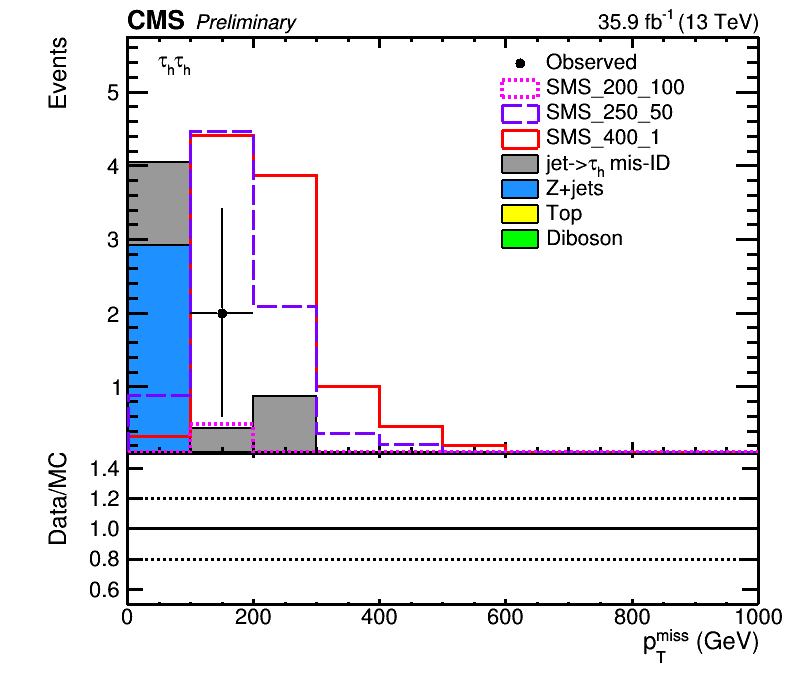 CMS Preliminary 35.9 fb⁻¹ (13 TeV)
Events
τhτh
Observed
SMS_200_100
SMS_250_50
SMS_400_1
jet->τh mis-ID
Z+jets
Top
Diboson
5
4
3
2
1
Data/MC
1.4
1.2
1.0
0.8
0.6
0 200 400 600 800 1000
pTmiss (GeV)